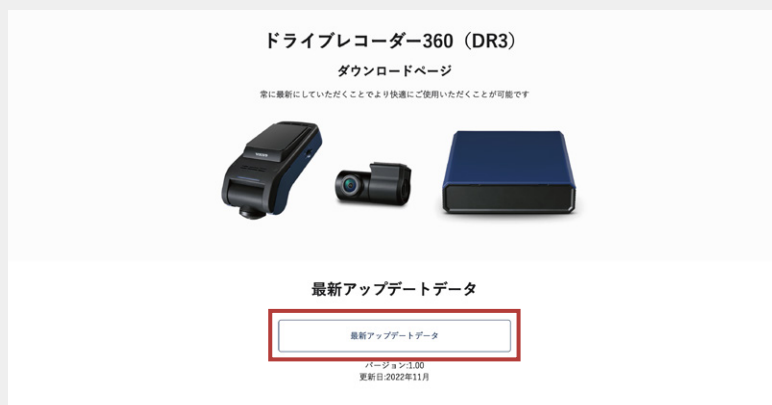 ドライブレコーダー360（DR3）
ダウンロードページ
常に最新にしていただくことでより快適にご使用いただくことが可能です
最新アップデートデータ
最新アップデートデータ
バージョン:1.00
更新日:2022年11月